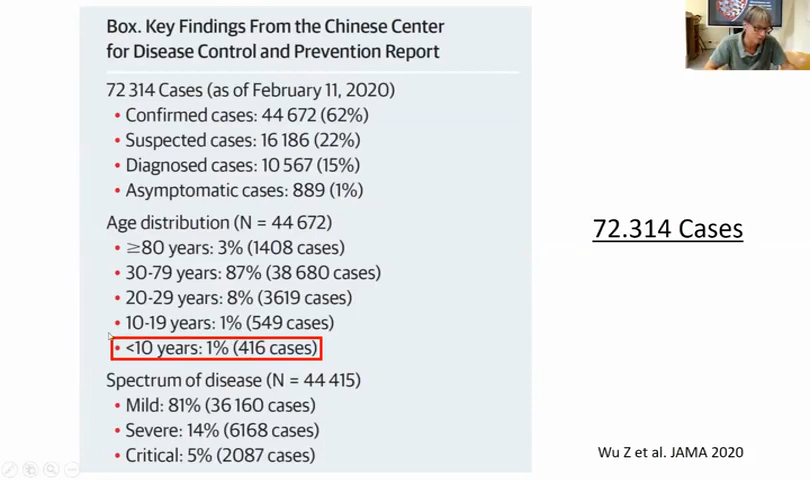 Box. Key Findings From the Chinese Center
for Disease Control and Prevention Report
72 314 Cases (as of February 11, 2020)
• Confirmed cases: 44 672 (62%)
• Suspected cases: 16 186 (22%)
• Diagnosed cases: 10 567 (15%)
• Asymptomatic cases: 889 (1%)
Age distribution (N = 44 672)
• ≥80 years: 3% (1408 cases)
• 30-79 years: 87% (38 680 cases)
• 20-29 years: 8% (3619 cases)
• 10-19 years: 1% (549 cases)
• <10 years: 1% (416 cases)
Spectrum of disease (N = 44 415)
• Mild: 81% (36 160 cases)
• Severe: 14% (6168 cases)
• Critical: 5% (2087 cases)
72.314 Cases
Wu Z et al. JAMA 2020